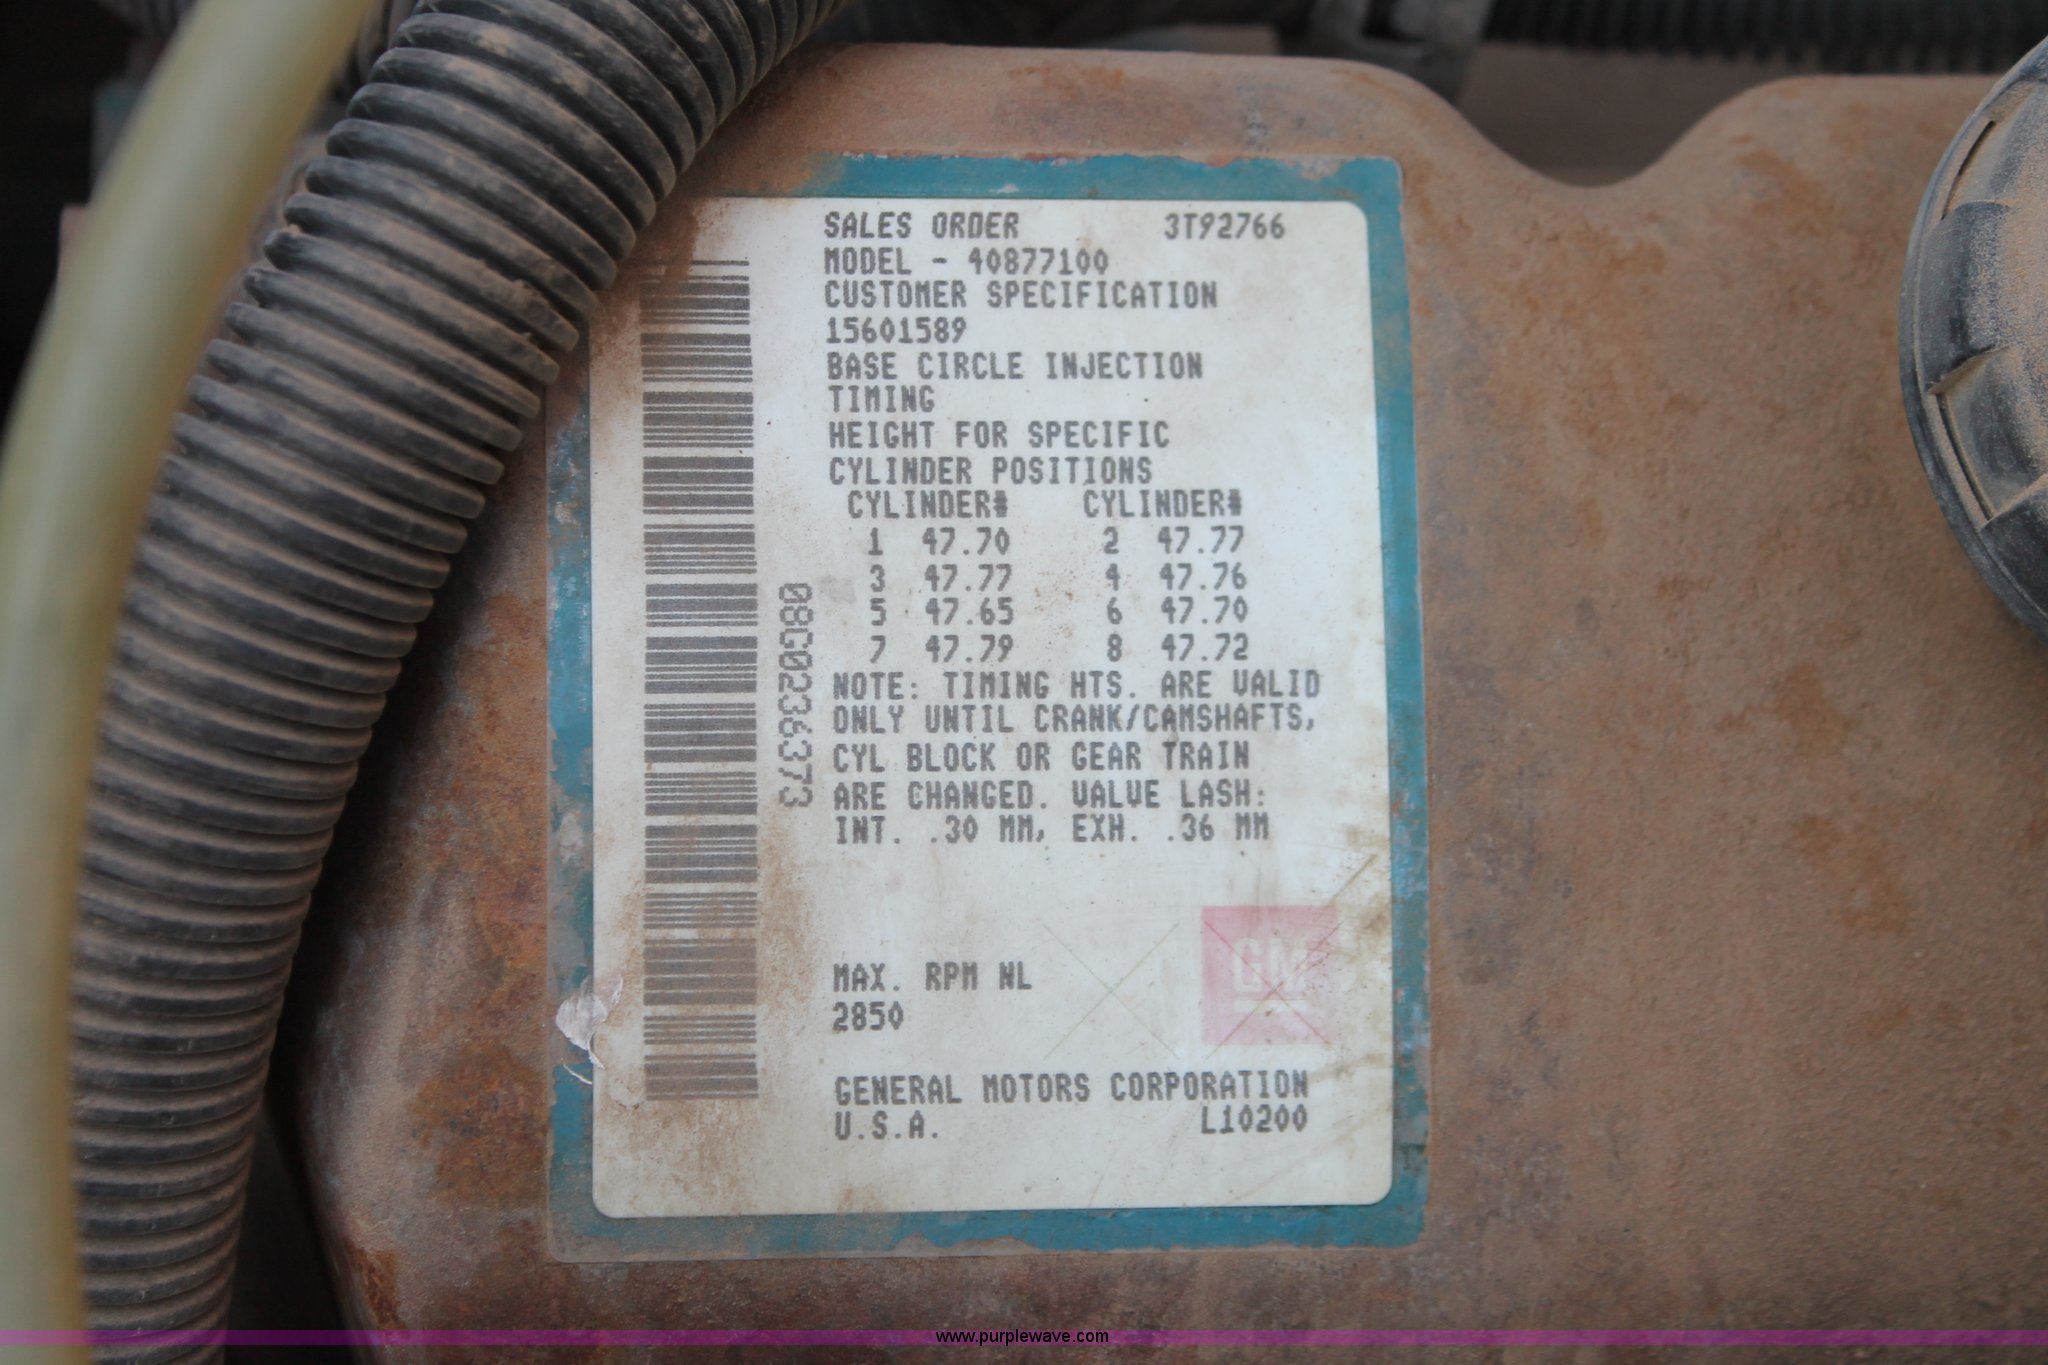 SALES ORDER 3T92766
MODEL - 40877100
CUSTOMER SPECIFICATION
15601589
BASE CIRCLE INJECTION
TIMING
HEIGHT FOR SPECIFIC
CYLINDER POSITIONS
CYLINDER# CYLINDER#
1 47.70 2 47.77
3 47.77 4 47.76
5 47.65 6 47.70
7 47.79 8 47.72
NOTE: TIMING HTS. ARE VALID
ONLY UNTIL CRANK/CAMSHAFTS,
CYL BLOCK OR GEAR TRAIN
ARE CHANGED. VALVE LASH:
INT. .30 MM, EXH. .36 MM
08G0236373
MAX. RPM NL
2850
GM
GENERAL MOTORS CORPORATION
U.S.A. L10200
www.purplewave.com